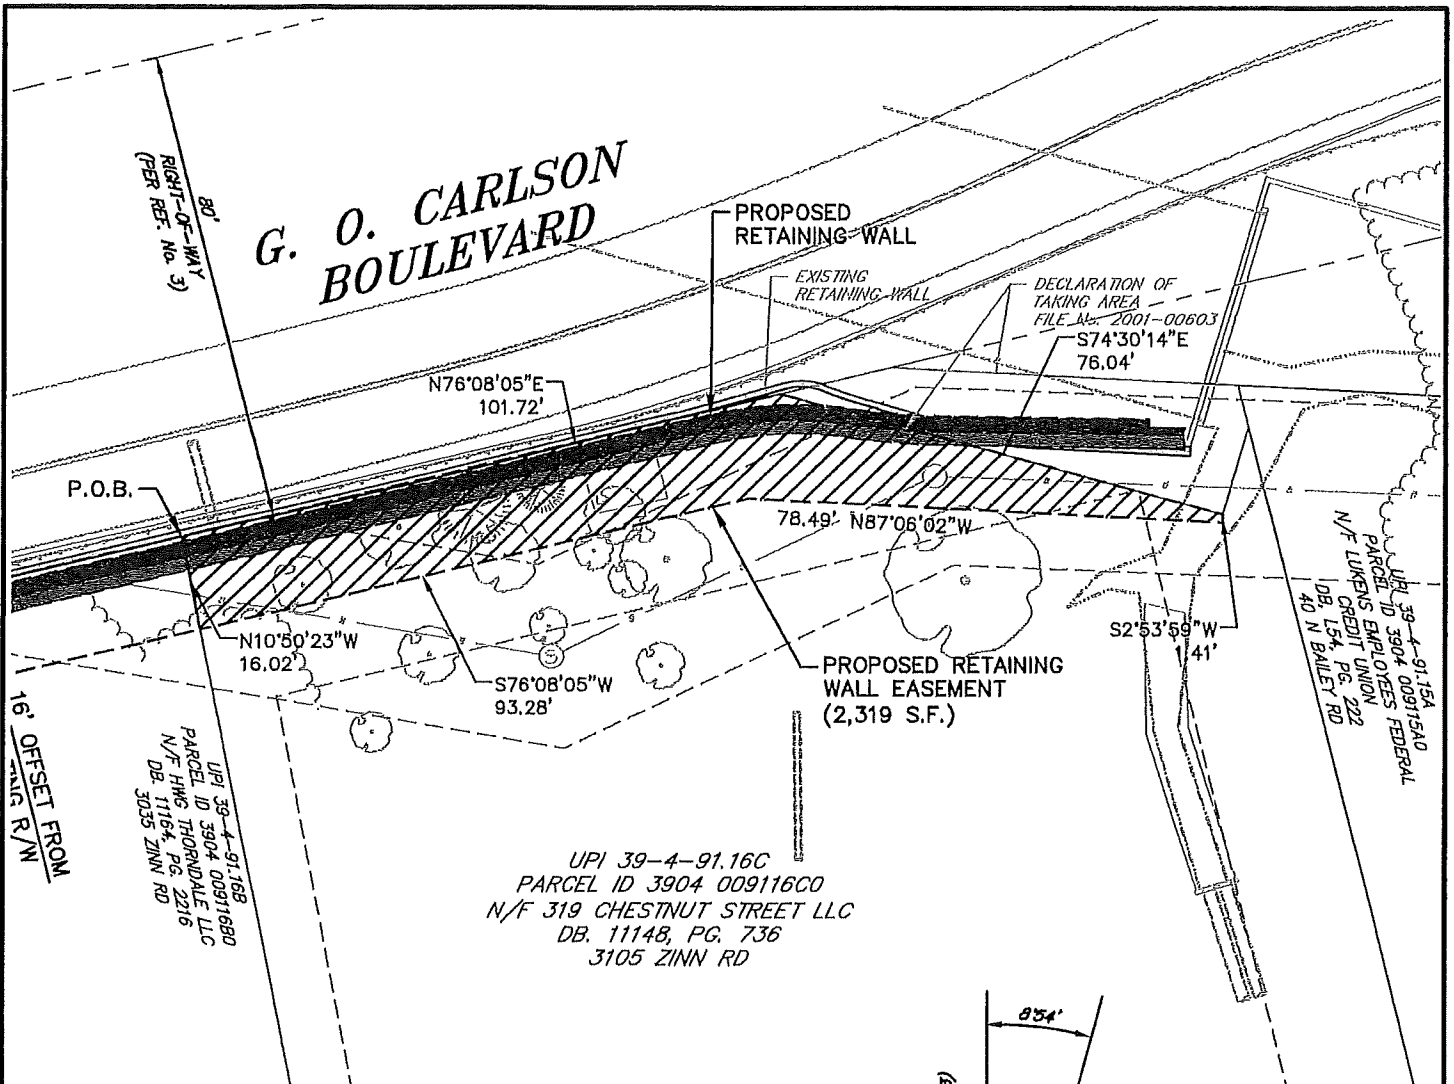 80'
RIGHT-OF-WAY
(PER REF. No. 3)
G. O. CARLSON
BOULEVARD
PROPOSED
RETAINING WALL
EXISTING
RETAINING WALL
DECLARATION OF
TAKING AREA
FILE No. 2001-00603
S74°30'14"E
76.04'
N76°08'05"E
101.72'
P.O.B.
78.49' N87°06'02"W
N10°50'23"W
16.02'
S76°08'05"W
93.28'
S2°53'59"W
1.41'
PROPOSED RETAINING
WALL EASEMENT
(2,319 S.F.)
UPI 39-4-91.15A
PARCEL ID 3904 009115A0
N/F LUKENS EMPLOYEES FEDERAL
CREDIT UNION
DB. L54, PG. 222
40 N BAILEY RD
16' OFFSET FROM
R/W
UPI 39-4-91.16B
PARCEL ID 3904 009116B0
N/F HWG THORNDALE LLC
DB. 11164, PG. 2216
3035 ZINN RD
UPI 39-4-91.16C
PARCEL ID 3904 009116C0
N/F 319 CHESTNUT STREET LLC
DB. 11148, PG. 736
3105 ZINN RD
8°54'